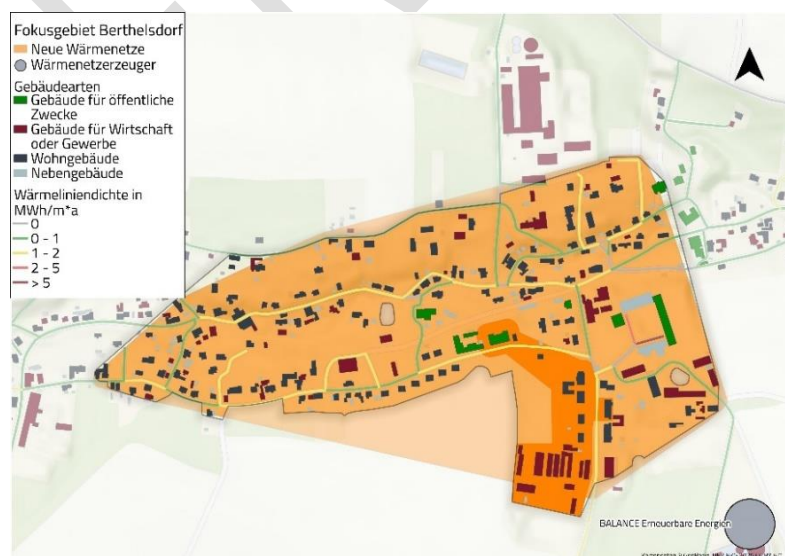 Fokusgebiet Berthelsdorf
Neue Wärmenetze
Wärmenetzerzeuger
Gebäudearten
Gebäude für öffentliche
Zwecke
Gebäude für Wirtschaft
oder Gewerbe
Wohngebäude
Nebengebäude
Wärmeliniendichte in
MWh/m*a
0
0 - 1
1 - 2
2 - 5
> 5
BALANCE Erneuerbare Energien